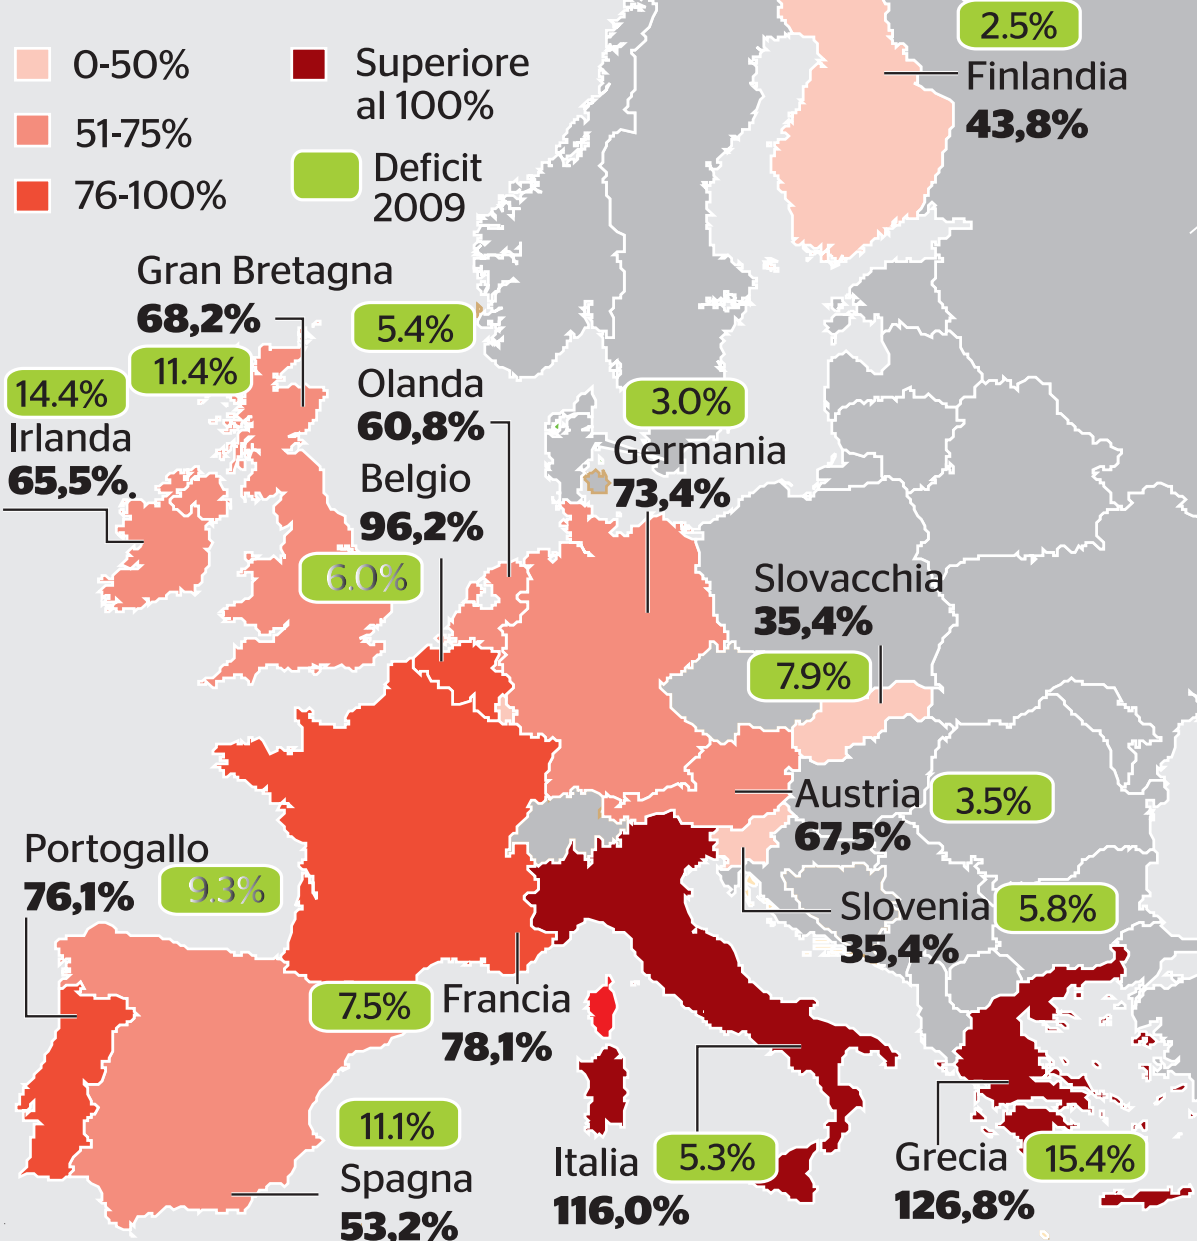 0-50%
51-75%
76-100%
Superiore
al 100%
Deficit
2009
2.5%
Finlandia
43,8%
Gran Bretagna
68,2%
11.4%
14.4%
Irlanda
65,5%.
5.4%
Olanda
60,8%
Belgio
96,2%
6.0%
3.0%
Germania
73,4%
Slovacchia
35,4%
7.9%
Austria
67,5%
3.5%
Slovenia
35,4%
5.8%
Portogallo
76,1%
9.3%
7.5%
Francia
78,1%
11.1%
Spagna
53,2%
Italia
116,0%
5.3%
Grecia
126,8%
15.4%